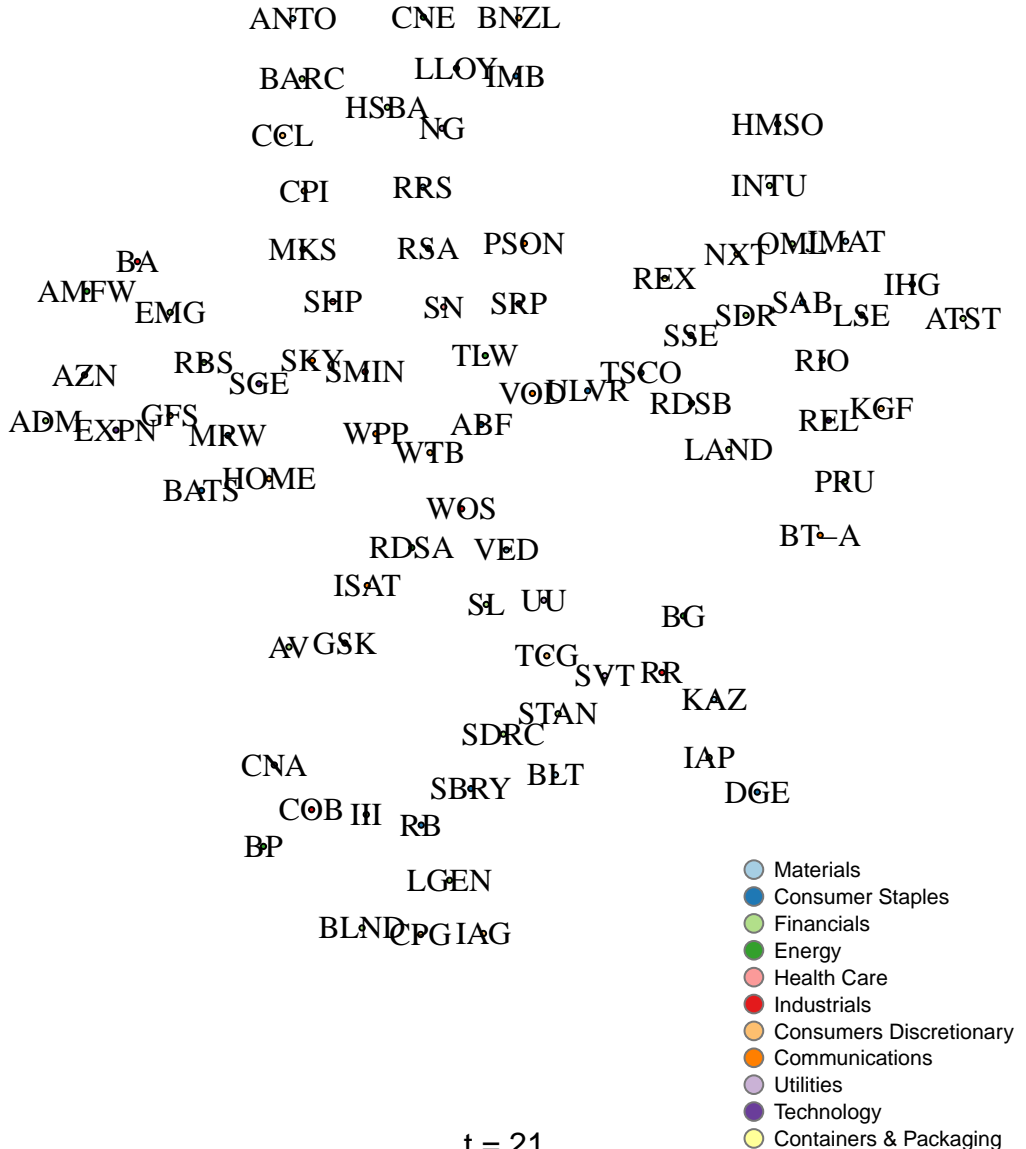 ANTO CNE BNZL
BARC LLOY IMB
HSBA
CCL NG HMSO
CPI RRS INTU
MKS RSA PSON NXT OML JMAT
BA REX IHG
AMFW EMG SHP SN SRP SDR SAB LSE ATST
SSE
RBS SKY SMIN TLW TSCO RIO
AZN SGE VOD ULVR RDSB KGF
ADM EXPN GFS MRW WPP ABF REL
WTB LAND
BATS HOME PRU
WOS
RDSA VED BT–A
ISAT
SL UU BG
AV GSK TCG
SVT RR
KAZ
STAN
SDRC
CNA BLT IAP
SBRY DGE
COB III RB
BP
LGEN
BLND CPG IAG
Materials
Consumer Staples
Financials
Energy
Health Care
Industrials
Consumers Discretionary
Communications
Utilities
Technology
Containers & Packaging
t = 21